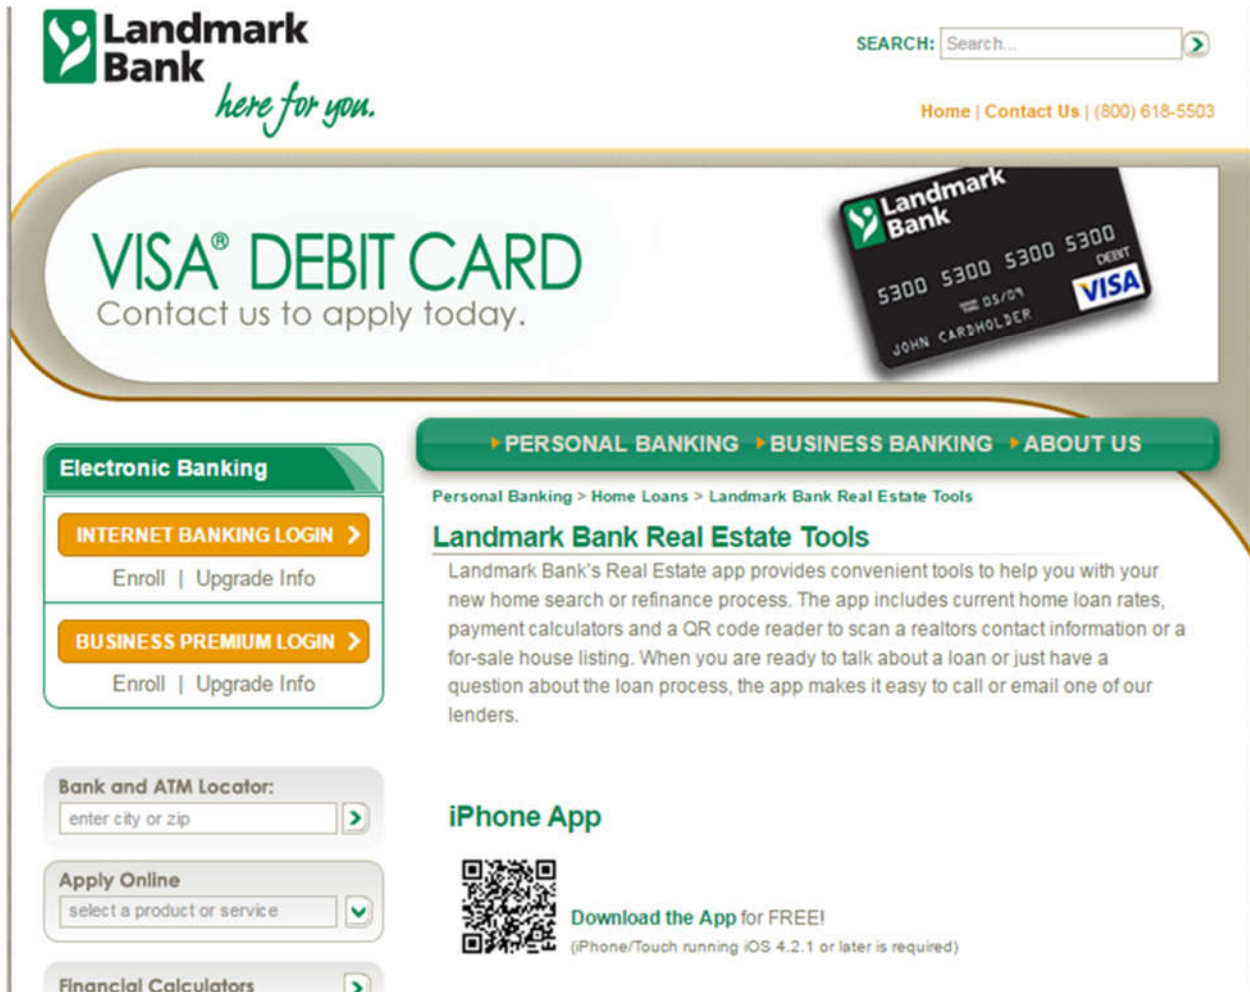 Landmark
Bank
here for you.
SEARCH: Search...
Home | Contact Us | (800) 618-5503
VISA® DEBIT CARD
Contact us to apply today.
Landmark
Bank
5300 5300 5300 5300
DEBIT
05/09
VISA
JOHN CARDHOLDER
PERSONAL BANKING BUSINESS BANKING ABOUT US
Electronic Banking
INTERNET BANKING LOGIN
Enroll | Upgrade Info
BUSINESS PREMIUM LOGIN
Enroll | Upgrade Info
Bank and ATM Locator:
enter city or zip
Apply Online
select a product or service
Financial Calculators
Personal Banking > Home Loans > Landmark Bank Real Estate Tools
Landmark Bank Real Estate Tools
Landmark Bank's Real Estate app provides convenient tools to help you with your
new home search or refinance process. The app includes current home loan rates,
payment calculators and a QR code reader to scan a realtors contact information or a
for-sale house listing. When you are ready to talk about a loan or just have a
question about the loan process, the app makes it easy to call or email one of our
lenders.
iPhone App
Download the App for FREE!
(iPhone/Touch running iOS 4.2.1 or later is required)